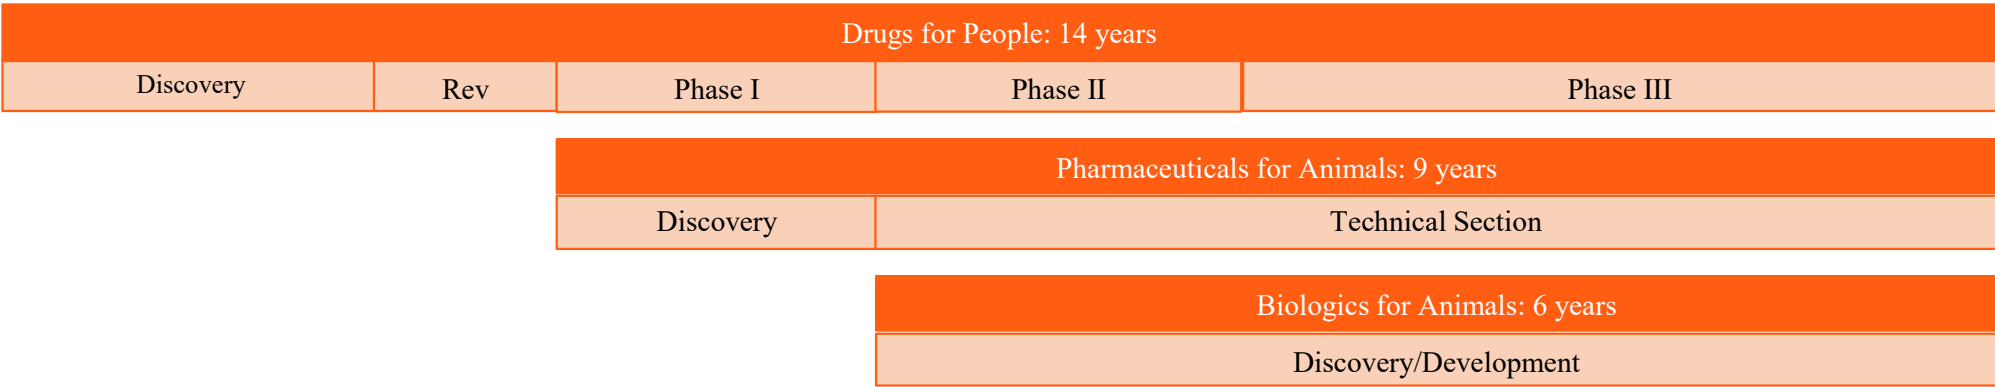 Drugs for People: 14 years
Discovery
Rev
Phase I
Phase II
Phase III
Pharmaceuticals for Animals: 9 years
Discovery
Technical Section
Biologics for Animals: 6 years
Discovery/Development